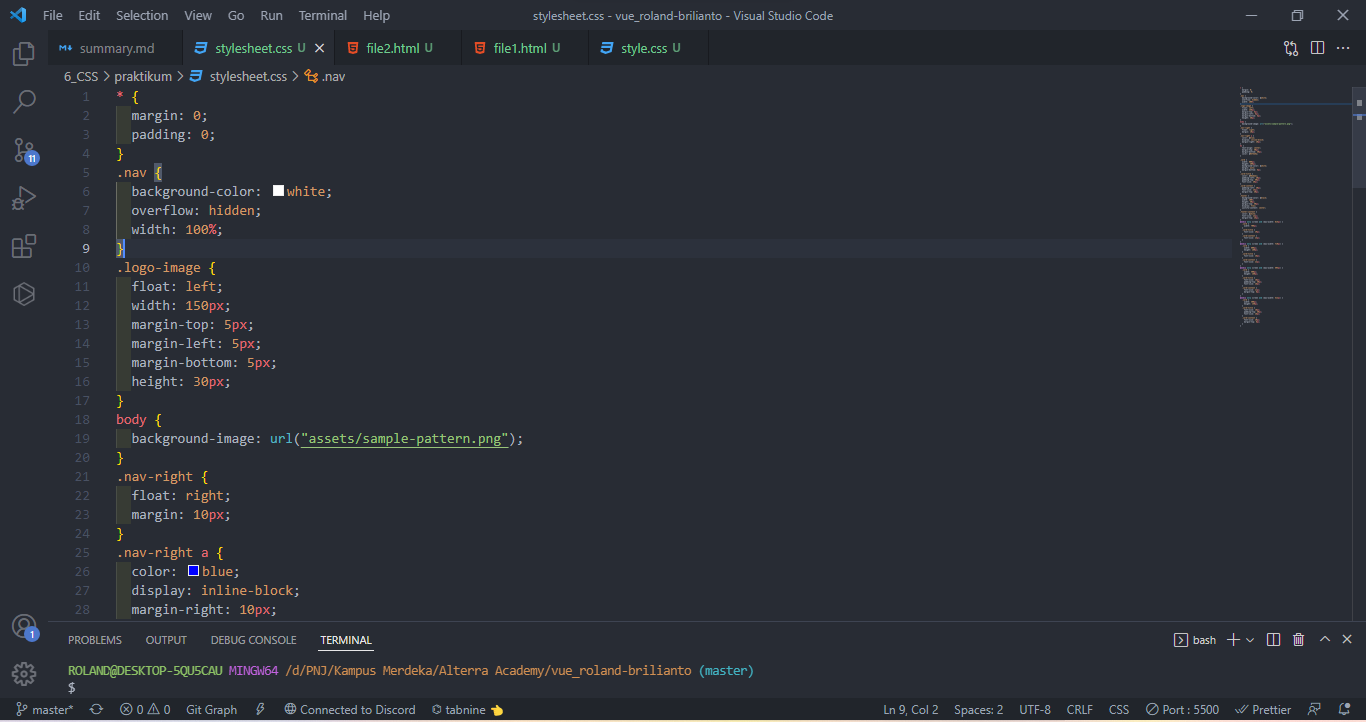 File Edit Selection View Go Run Terminal Help stylesheet.css - vue_roland-brilianto - Visual Studio Code
summary.md stylesheet.css U file2.html U file1.html U style.css U
6_CSS > praktikum > stylesheet.css > .nav
1 * {
2 margin: 0;
3 padding: 0;
4 }
5 .nav {
6 background-color: white;
7 overflow: hidden;
8 width: 100%;
9 }
10 .logo-image {
11 float: left;
12 width: 150px;
13 margin-top: 5px;
14 margin-left: 5px;
15 margin-bottom: 5px;
16 height: 30px;
17 }
18 body {
19 background-image: url("assets/sample-pattern.png");
20 }
21 .nav-right {
22 float: right;
23 margin: 10px;
24 }
25 .nav-right a {
26 color: blue;
27 display: inline-block;
28 margin-right: 10px;
11
1
PROBLEMS OUTPUT DEBUG CONSOLE TERMINAL bash
ROLAND@DESKTOP-5QU5CAU MINGW64 /d/PNJ/Kampus Merdeka/Alterra Academy/vue_roland-brilianto (master)
$
master* 0 0 Git Graph Connected to Discord tabnine Ln 9, Col 2 Spaces: 2 UTF-8 CRLF CSS Port : 5500 Prettier